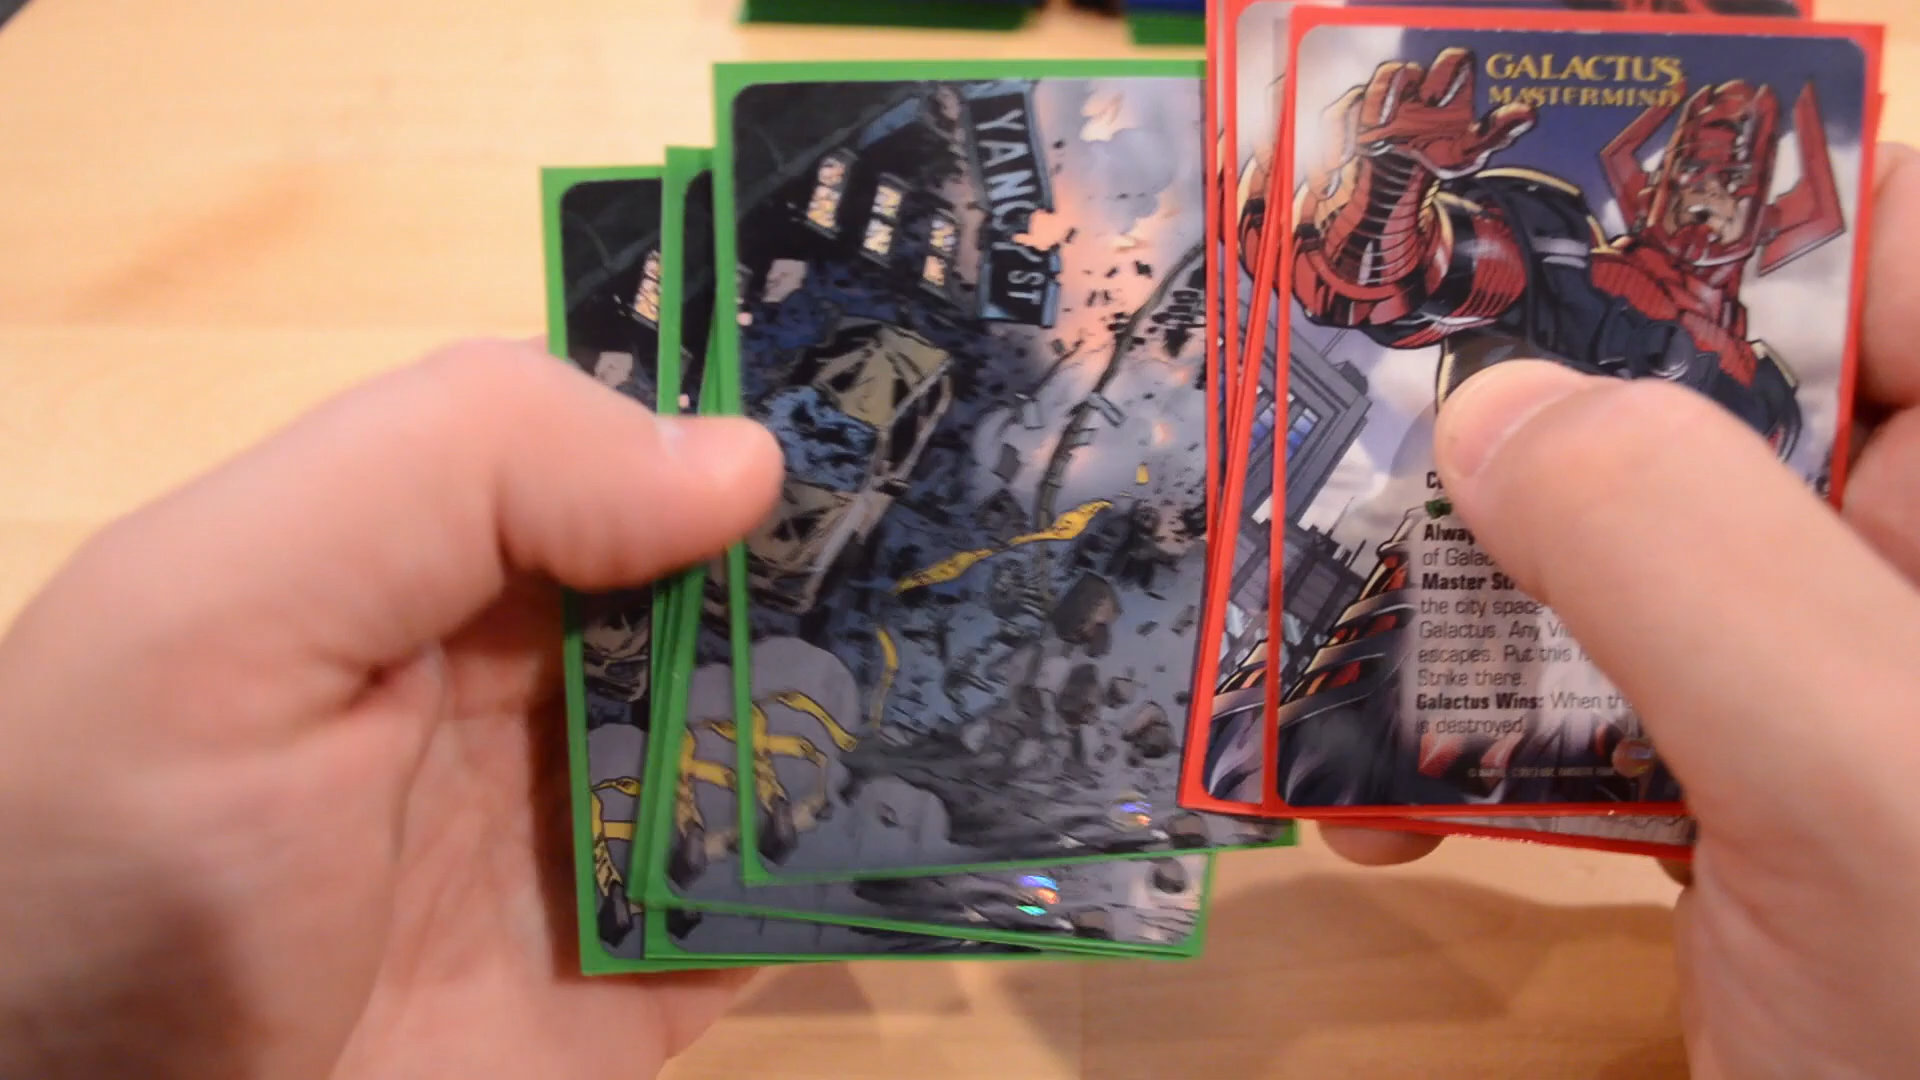 YANCY ST
GALACTUS
MASTERMIND
Always
of Galac
Master St
the city space
Galactus. Any Vil
escapes. Put this
Strike there.
Galactus Wins: When th
is destroyed.